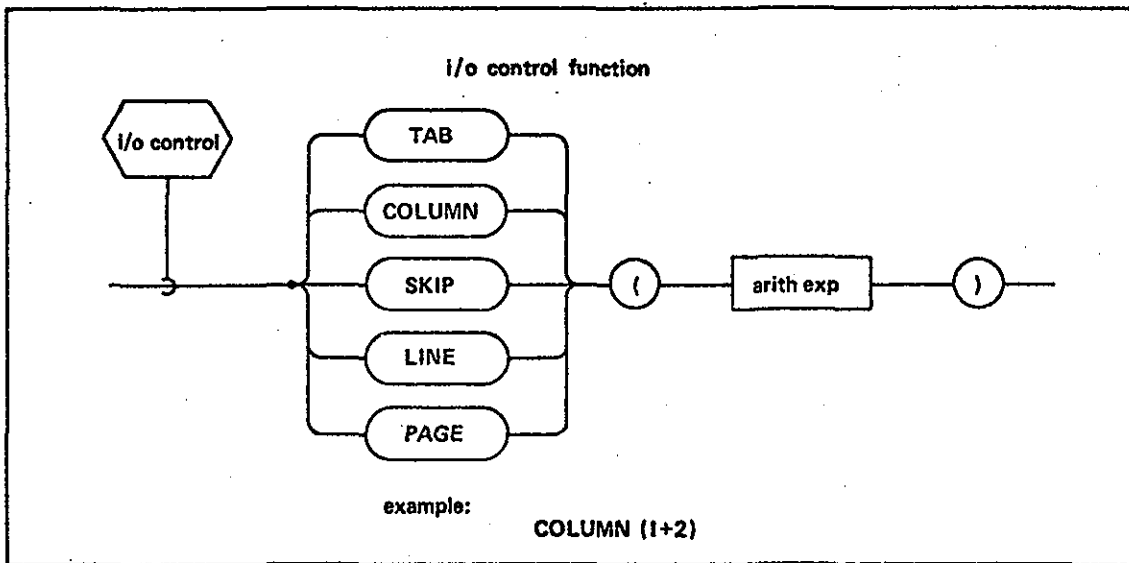 i/o control function
i/o control
TAB
COLUMN
SKIP
LINE
PAGE
(
arith exp
)
example:
COLUMN (I+2)